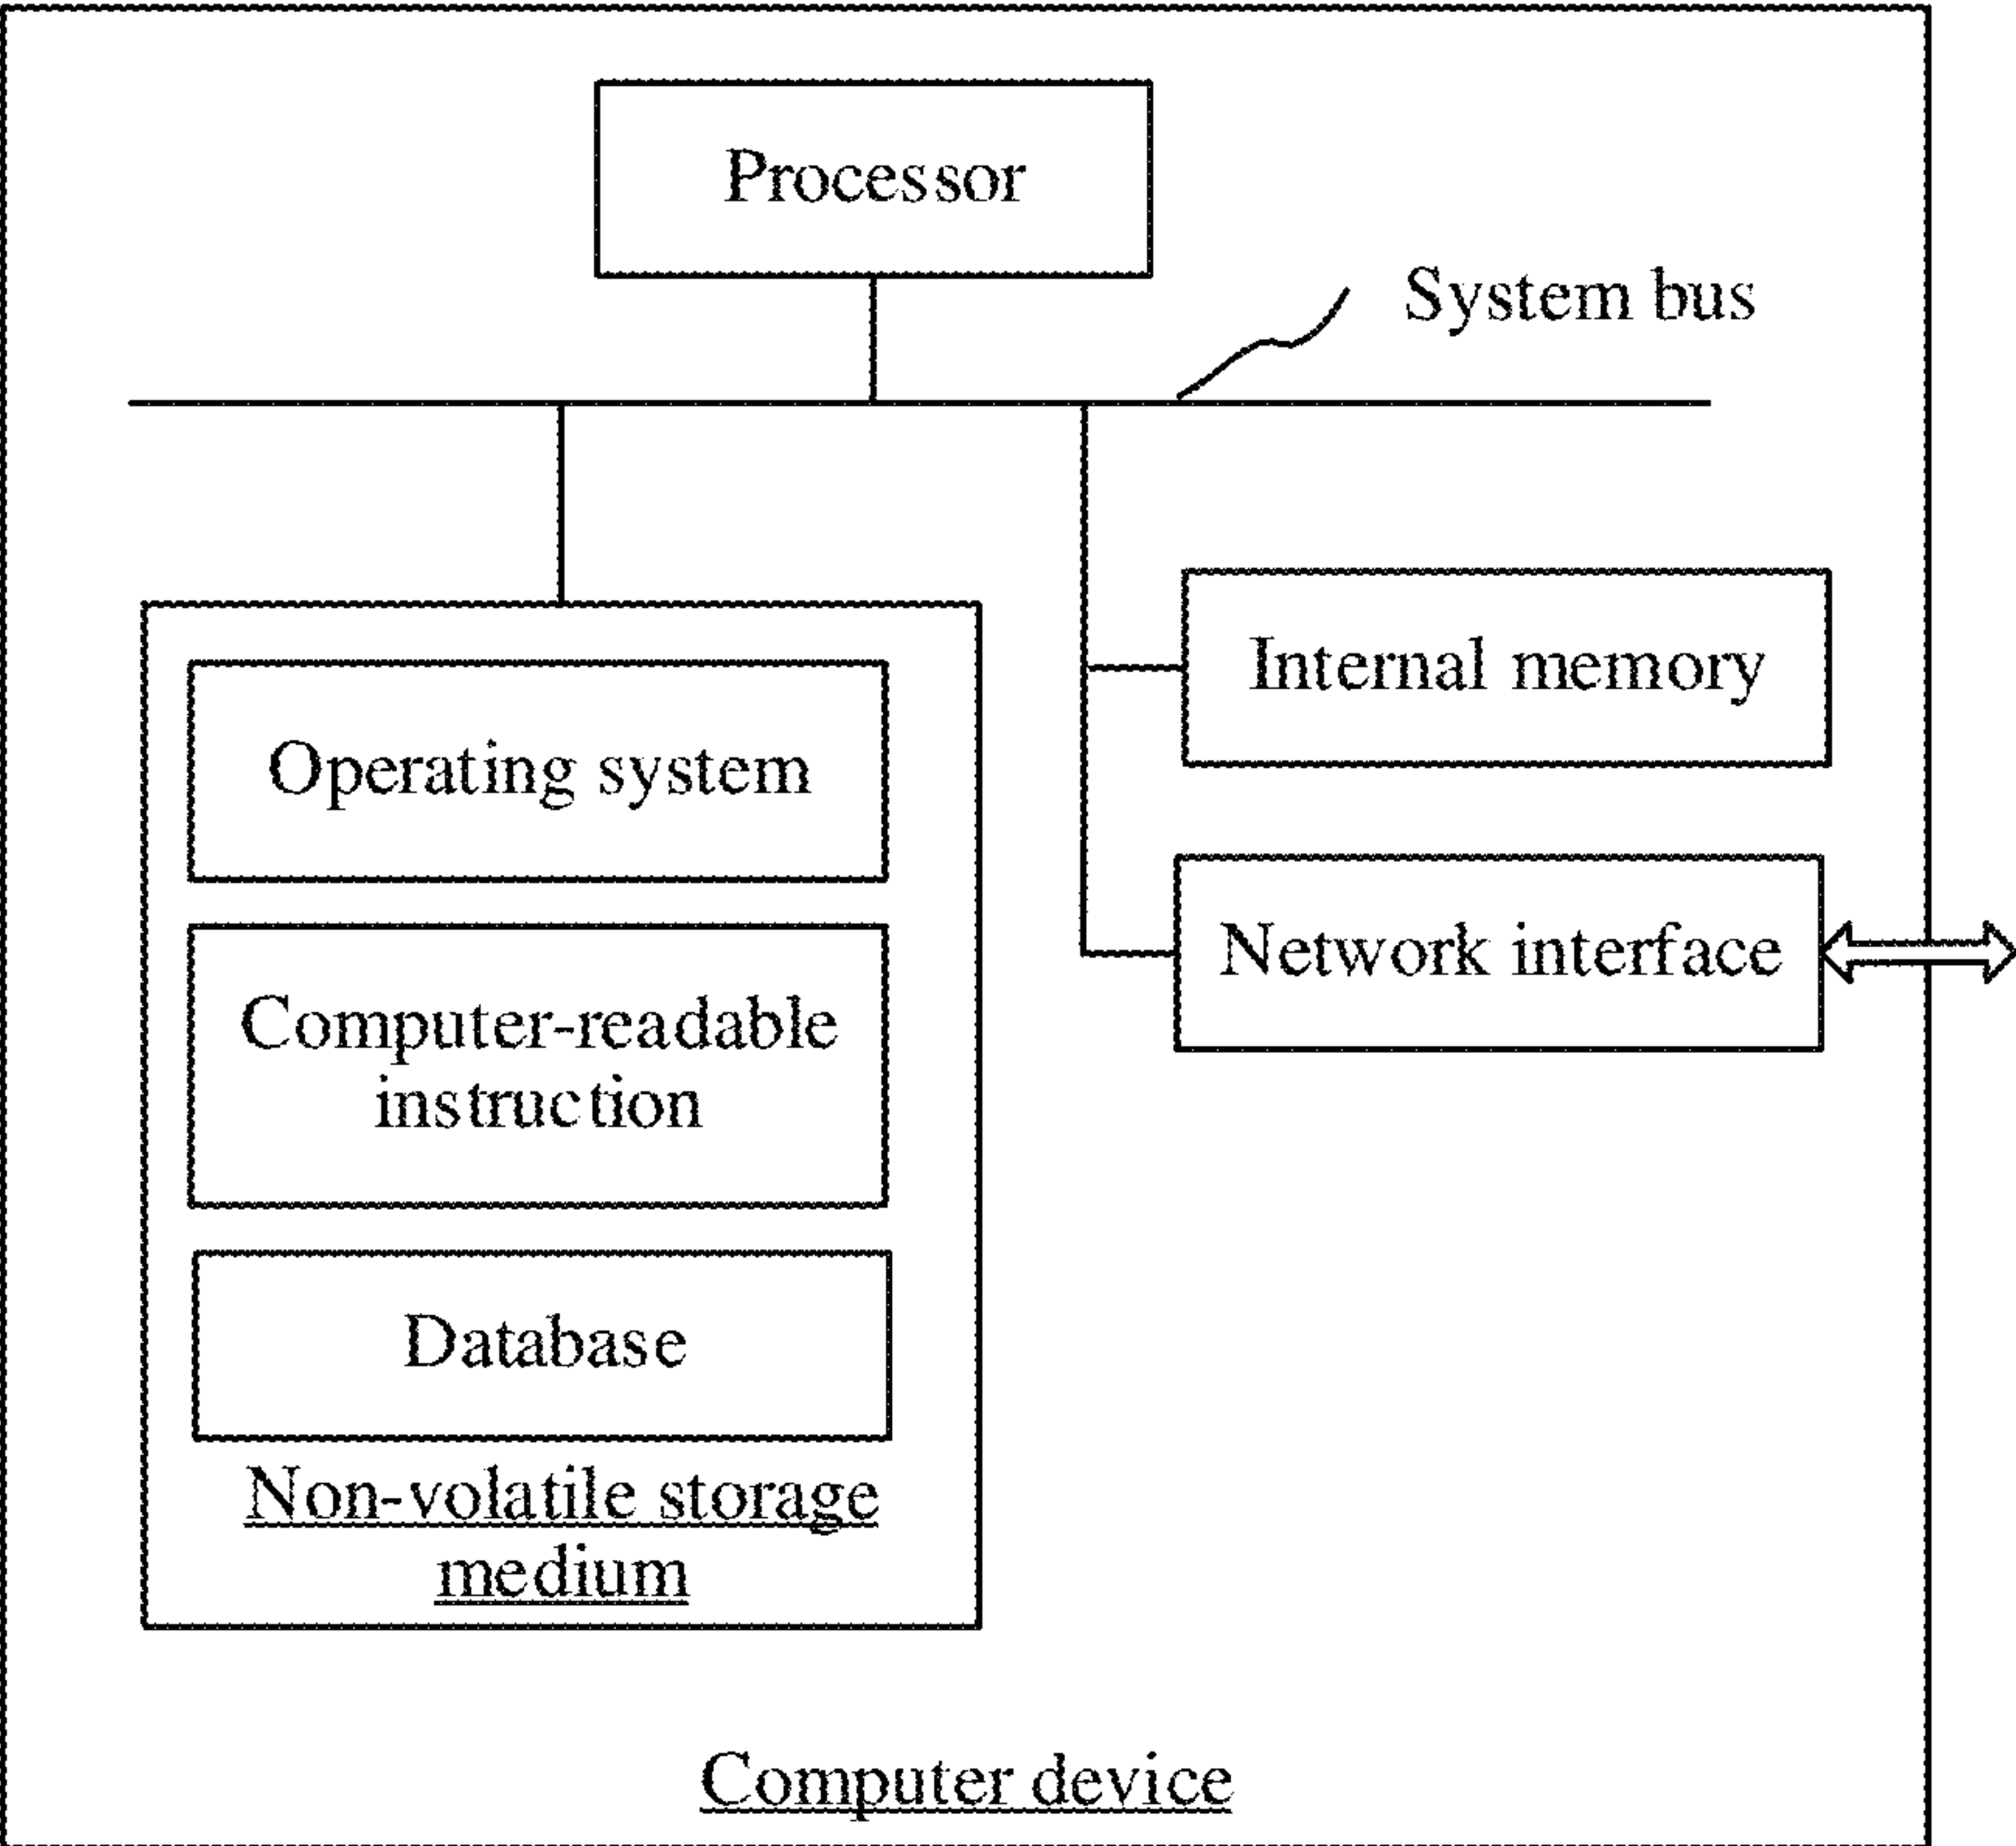 Processor
System bus
Internal memory
Operating system
Network interface
Computer-readable
instruction
Database
Non-volatile storage
medium
Computer device